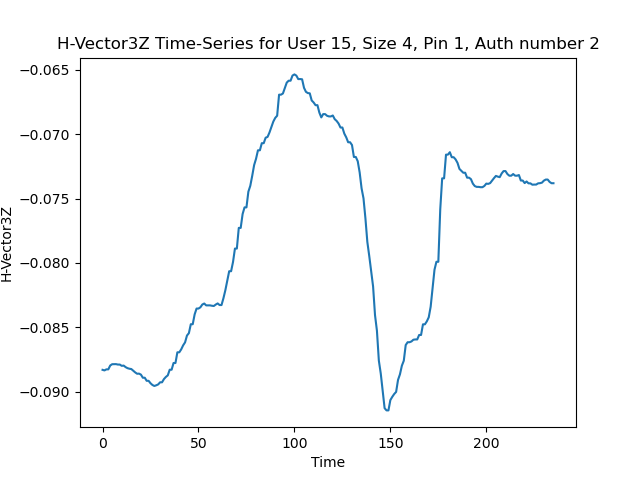 H-Vector3Z Time-Series for User 15, Size 4, Pin 1, Auth number 2
−0.065
−0.070
−0.075
−0.080
−0.085
−0.090
H-Vector3Z
0 50 100 150 200
Time